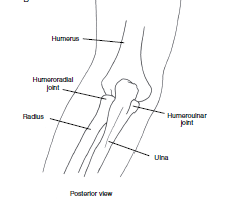 Humerus
Humeroradial
joint
Radius
Humeroulnar
joint
Ulna
Posterior view